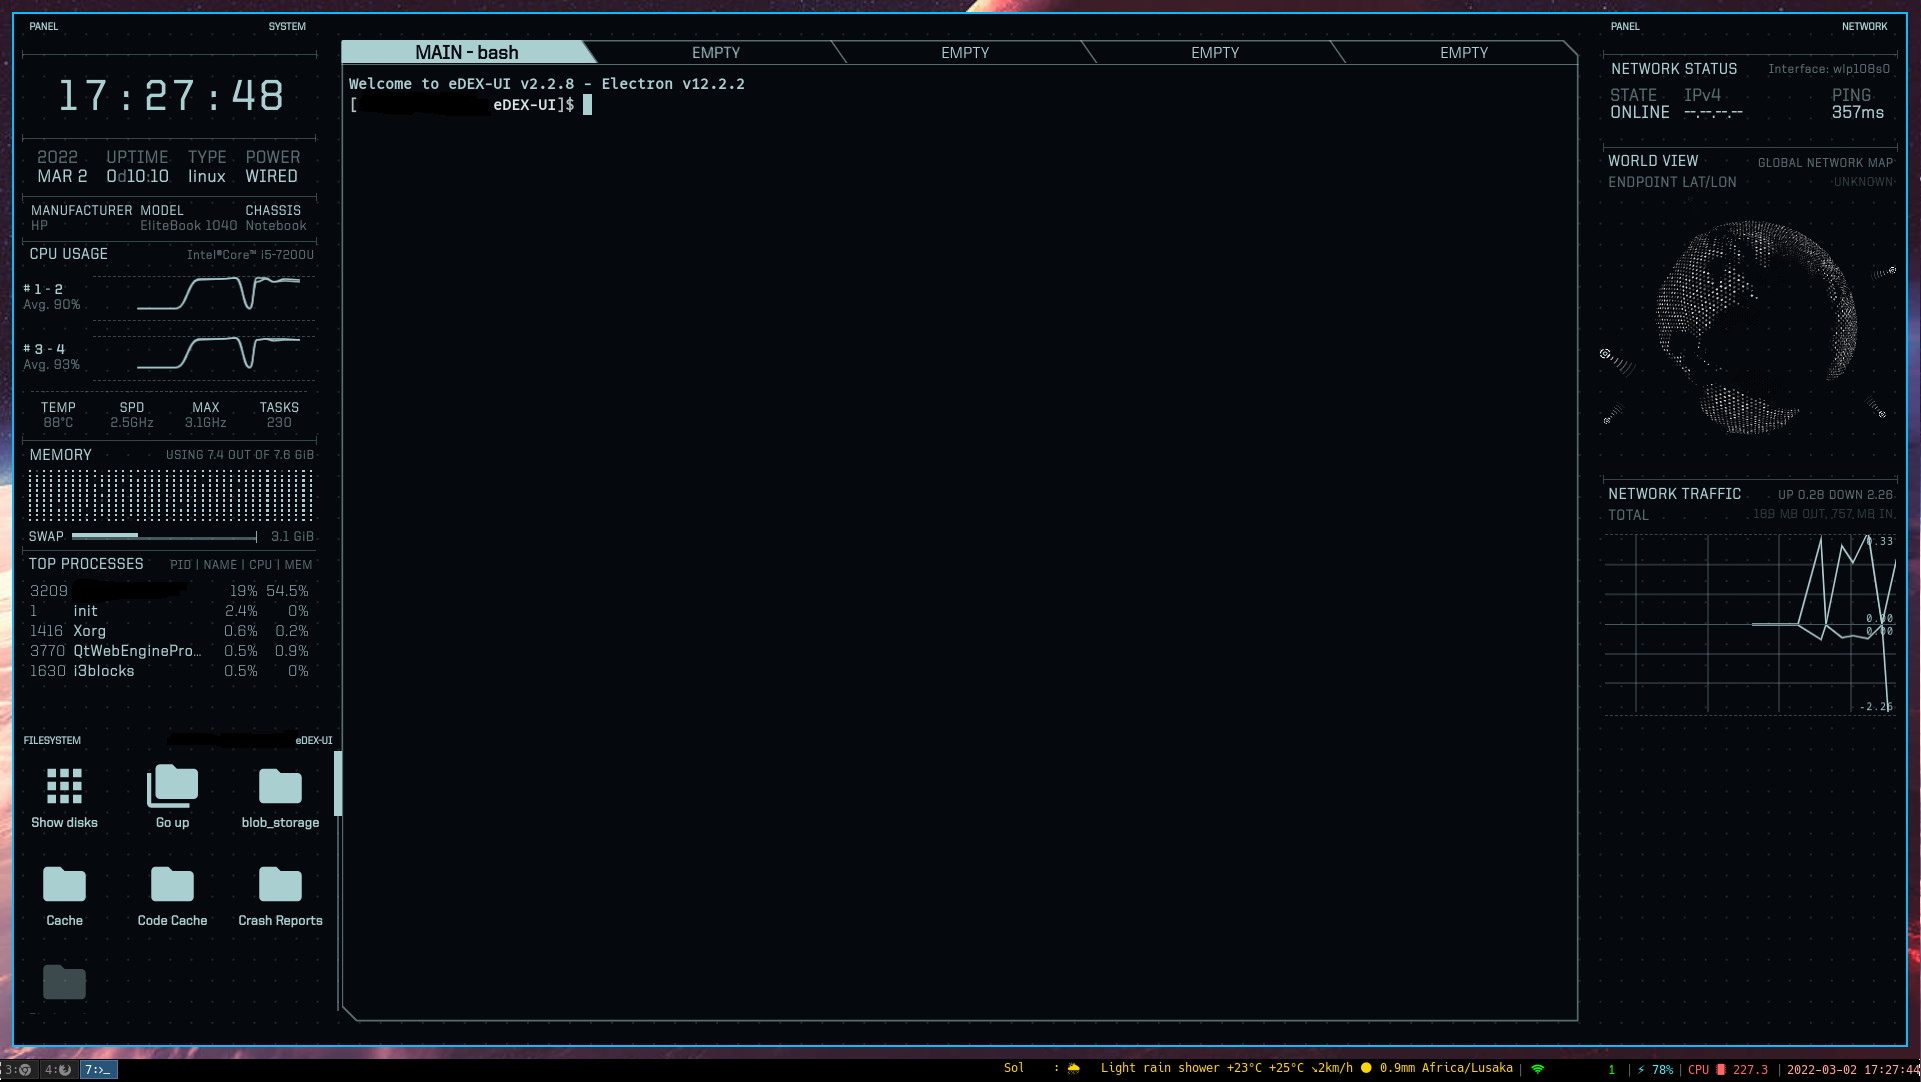 PANEL SYSTEM
17:27:48
2022 UPTIME TYPE POWER
MAR 2 0d10:10 linux WIRED
MANUFACTURER MODEL CHASSIS
HP EliteBook 1040 Notebook
CPU USAGE Intel®Core™ i5-7200U
# 1 - 2
Avg. 90%
# 3 - 4
Avg. 93%
TEMP SPD MAX TASKS
88°C 2.5GHz 3.1GHz 230
MEMORY USING 7.4 OUT OF 7.6 GiB
SWAP 3.1 GiB
TOP PROCESSES PID | NAME | CPU | MEM
3209 19% 54.5%
1 init 2.4% 0%
1416 Xorg 0.6% 0.2%
3770 QtWebEnginePro... 0.5% 0.9%
1630 i3blocks 0.5% 0%
FILESYSTEM eDEX-UI
Show disks Go up blob_storage
Cache Code Cache Crash Reports
MAIN - bash EMPTY EMPTY EMPTY EMPTY
Welcome to eDEX-UI v2.2.8 - Electron v12.2.2
[ eDEX-UI]$
PANEL NETWORK
NETWORK STATUS Interface: wlp108s0
STATE IPv4 PING
ONLINE --.--.--.-- 357ms
WORLD VIEW GLOBAL NETWORK MAP
ENDPOINT LAT/LON UNKNOWN
NETWORK TRAFFIC UP 0.28 DOWN 2.26
TOTAL 189 MB OUT, 757 MB IN
0.33
0.00
0.00
-2.26
3: 4: 7:>_ Sol : Light rain shower +23°C +25°C ↘2km/h 0.9mm Africa/Lusaka | 1 | ⚡ 78% | CPU 227.3 | 2022-03-02 17:27:44